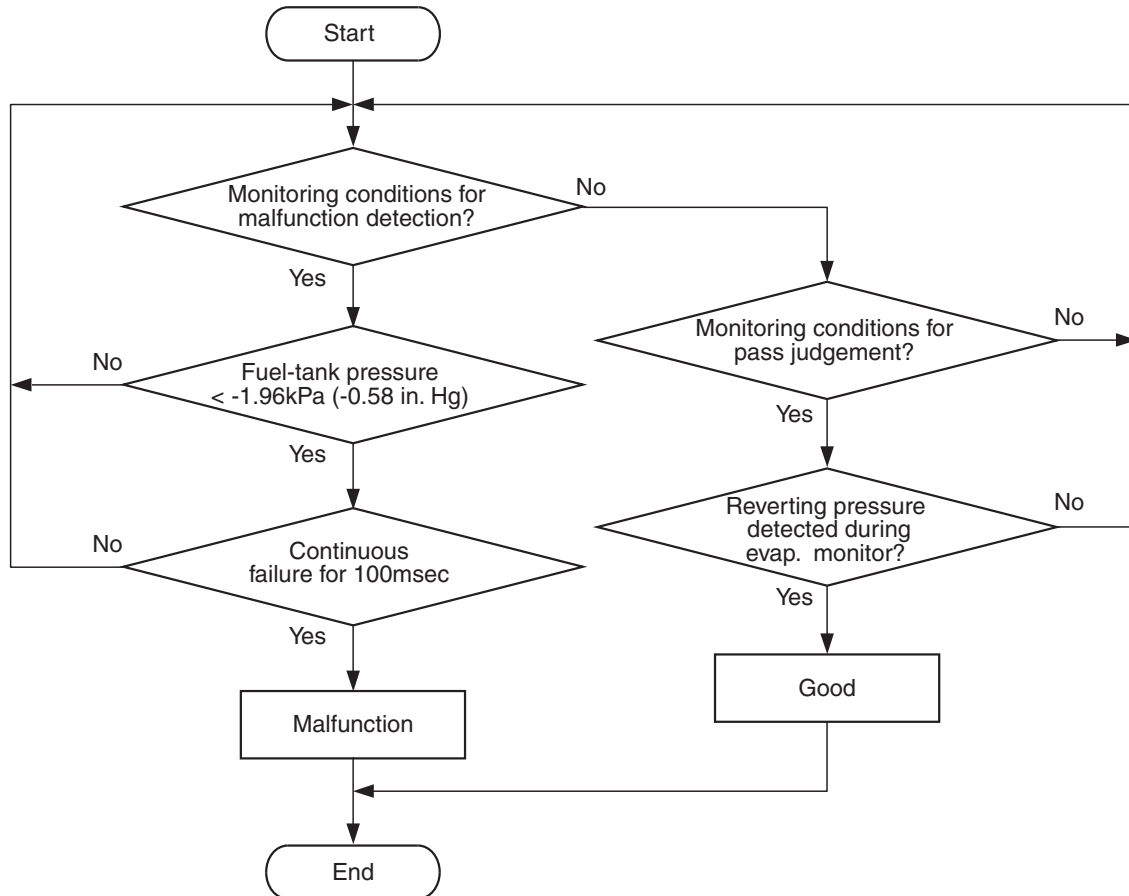 Start
Monitoring conditions for
malfunction detection?
No
Yes
Monitoring conditions for
pass judgement?
No
Yes
Fuel-tank pressure
< -1.96kPa (-0.58 in. Hg)
No
Yes
Reverting pressure
detected during
evap. monitor?
No
Yes
Continuous
failure for 100msec
No
Yes
Good
Malfunction
End